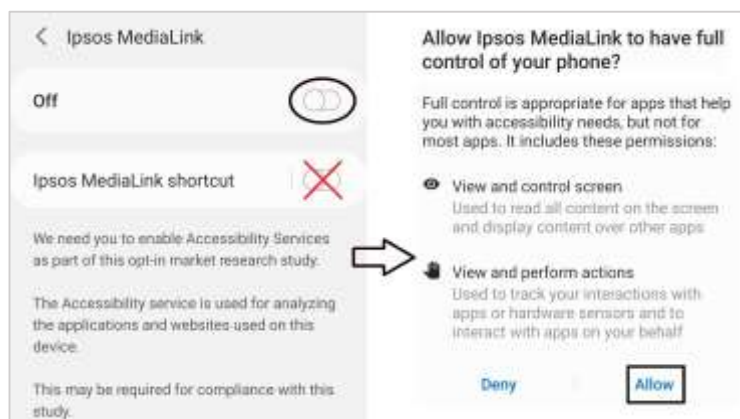 Ipsos MediaLink
Off
Ipsos MediaLink shortcut
We need you to enable Accessibility Services
as part of this opt-in market research study.
The Accessibility service is used for analyzing
the applications and websites used on this
device.
This may be required for compliance with this
study.
Allow Ipsos MediaLink to have full
control of your phone?
Full control is appropriate for apps that help
you with accessibility needs, but not for
most apps. It includes these permissions:
View and control screen
Used to read all content on the screen
and display content over other apps
View and perform actions
Used to track your interactions with
apps or hardware sensors and to
interact with apps on your behalf
Deny
Allow